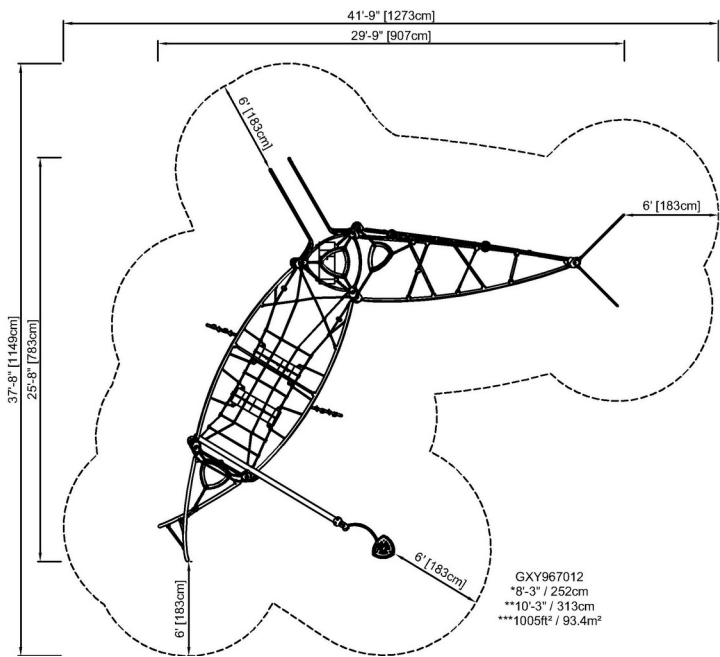 41'-9" [1273cm]
29'-9" [907cm]
6' [183cm]
6' [183cm]
37'-8" [1149cm]
25'-8" [783cm]
6' [183cm]
6' [183cm]
GXY967012
*8'-3" / 252cm
**10'-3" / 313cm
***1005ft² / 93.4m²